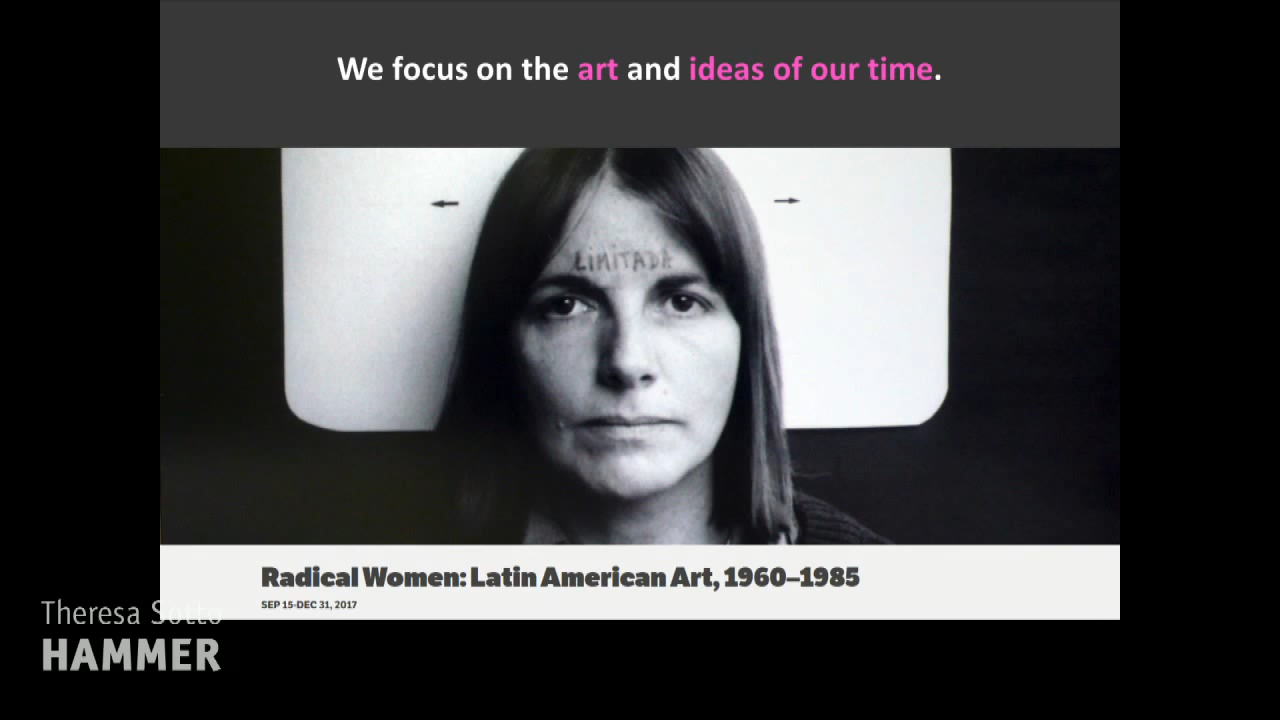 We focus on the art and ideas of our time.
LIMITADA
Radical Women: Latin American Art, 1960–1985
SEP 15-DEC 31, 2017
Theresa Sotto
HAMMER